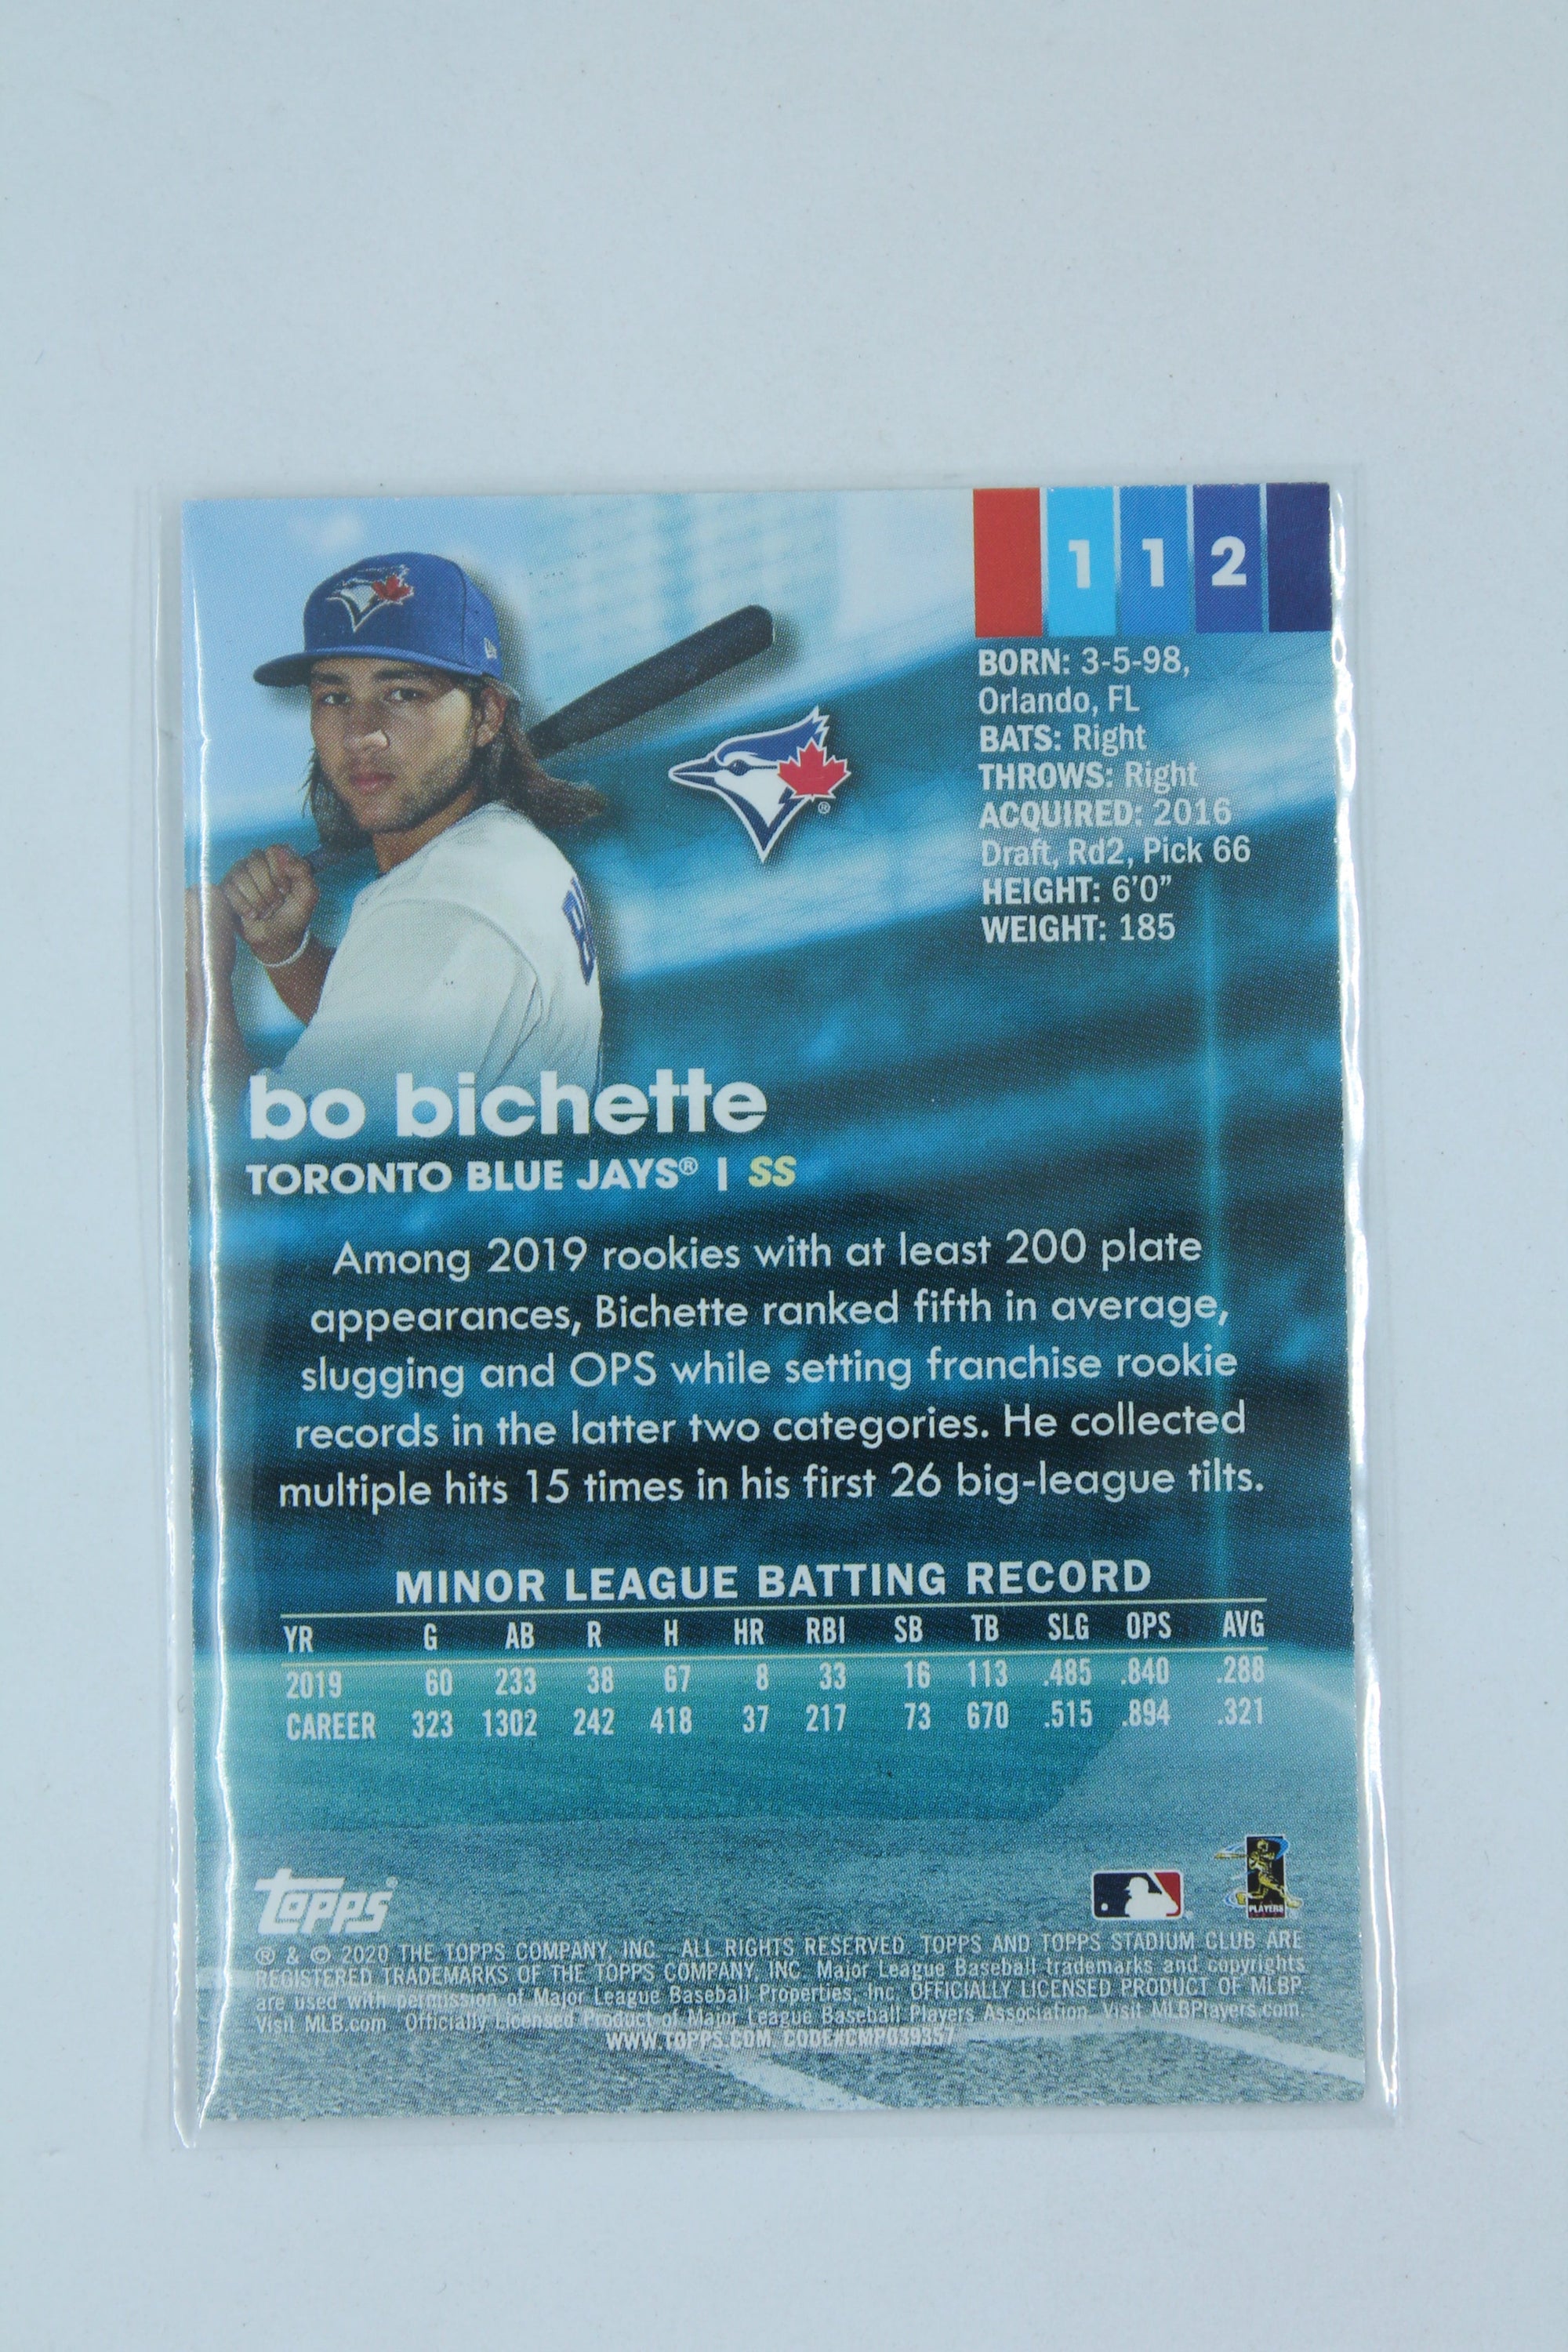 1 1 2
BORN: 3-5-98,
Orlando, FL
BATS: Right
THROWS: Right
ACQUIRED: 2016
Draft, Rd2, Pick 66
HEIGHT: 6'0"
WEIGHT: 185
bo bichette
TORONTO BLUE JAYS® | SS
Among 2019 rookies with at least 200 plate
appearances, Bichette ranked fifth in average,
slugging and OPS while setting franchise rookie
records in the latter two categories. He collected
multiple hits 15 times in his first 26 big-league tilts.
MINOR LEAGUE BATTING RECORD
YR G AB R H HR RBI SB TB SLG OPS AVG
2019 60 233 38 67 8 33 16 113 .485 .840 .288
CAREER 323 1302 242 418 37 217 73 670 .515 .894 .321
topps®
PLAYERS
® & © 2020 THE TOPPS COMPANY, INC. ALL RIGHTS RESERVED. TOPPS AND TOPPS STADIUM CLUB ARE
REGISTERED TRADEMARKS OF THE TOPPS COMPANY, INC. Major League Baseball trademarks and copyrights
are used with permission of Major League Baseball Properties, Inc. OFFICIALLY LICENSED PRODUCT OF MLBP.
Visit MLB.com. Officially Licensed Product of Major League Baseball Players Association. Visit MLBPlayers.com.
WWW.TOPPS.COM. CODE#CMP039357